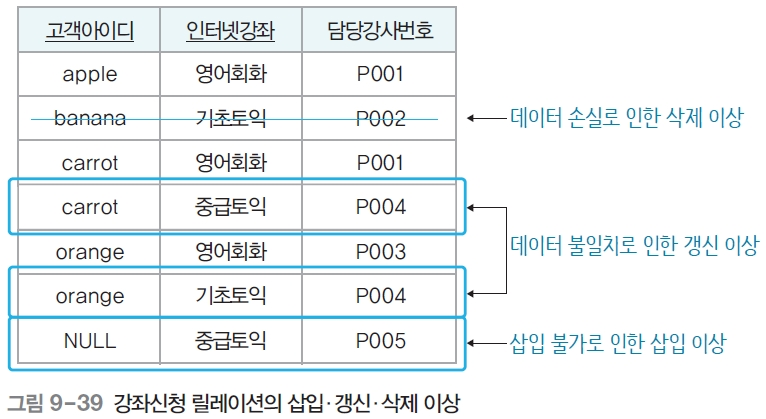 고객아이디 인터넷강좌 담당강사번호
apple 영어회화 P001
banana 기초토익 P002 데이터 손실로 인한 삭제 이상
carrot 영어회화 P001
carrot 중급토익 P004
orange 영어회화 P003 데이터 불일치로 인한 갱신 이상
orange 기초토익 P004
NULL 중급토익 P005 삽입 불가로 인한 삽입 이상
그림 9-39 강좌신청 릴레이션의 삽입·갱신·삭제 이상